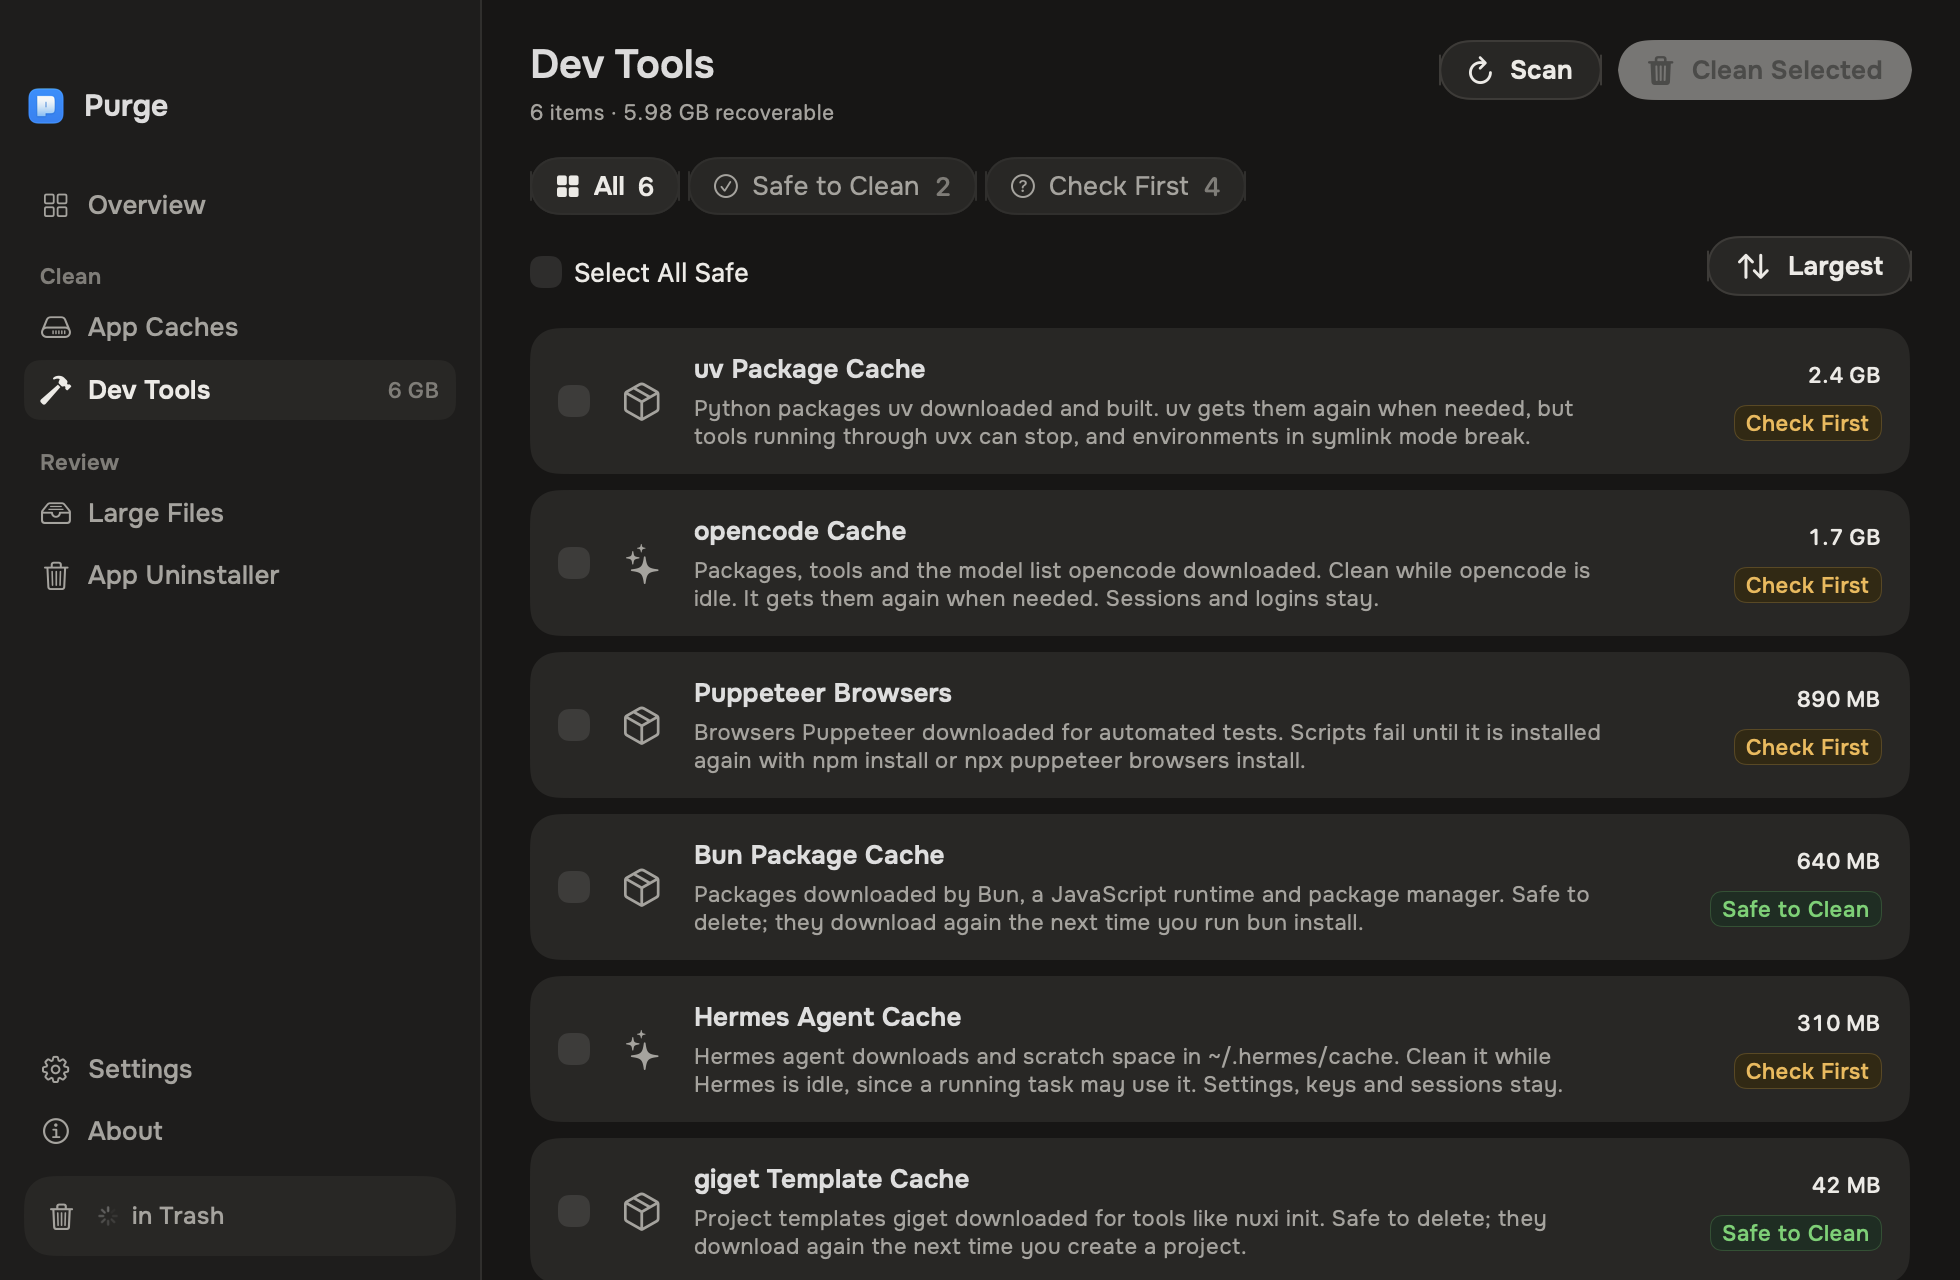 Purge
Overview
Clean
App Caches
Dev Tools 6 GB
Review
Large Files
App Uninstaller
Settings
About
in Trash
Dev Tools
6 items · 5.98 GB recoverable
Scan
Clean Selected
All 6
Safe to Clean 2
Check First 4
Select All Safe
Largest
uv Package Cache
Python packages uv downloaded and built. uv gets them again when needed, but
tools running through uvx can stop, and environments in symlink mode break.
2.4 GB
Check First
opencode Cache
Packages, tools and the model list opencode downloaded. Clean while opencode is
idle. It gets them again when needed. Sessions and logins stay.
1.7 GB
Check First
Puppeteer Browsers
Browsers Puppeteer downloaded for automated tests. Scripts fail until it is installed
again with npm install or npx puppeteer browsers install.
890 MB
Check First
Bun Package Cache
Packages downloaded by Bun, a JavaScript runtime and package manager. Safe to
delete; they download again the next time you run bun install.
640 MB
Safe to Clean
Hermes Agent Cache
Hermes agent downloads and scratch space in ~/.hermes/cache. Clean it while
Hermes is idle, since a running task may use it. Settings, keys and sessions stay.
310 MB
Check First
giget Template Cache
Project templates giget downloaded for tools like nuxi init. Safe to delete; they
download again the next time you create a project.
42 MB
Safe to Clean